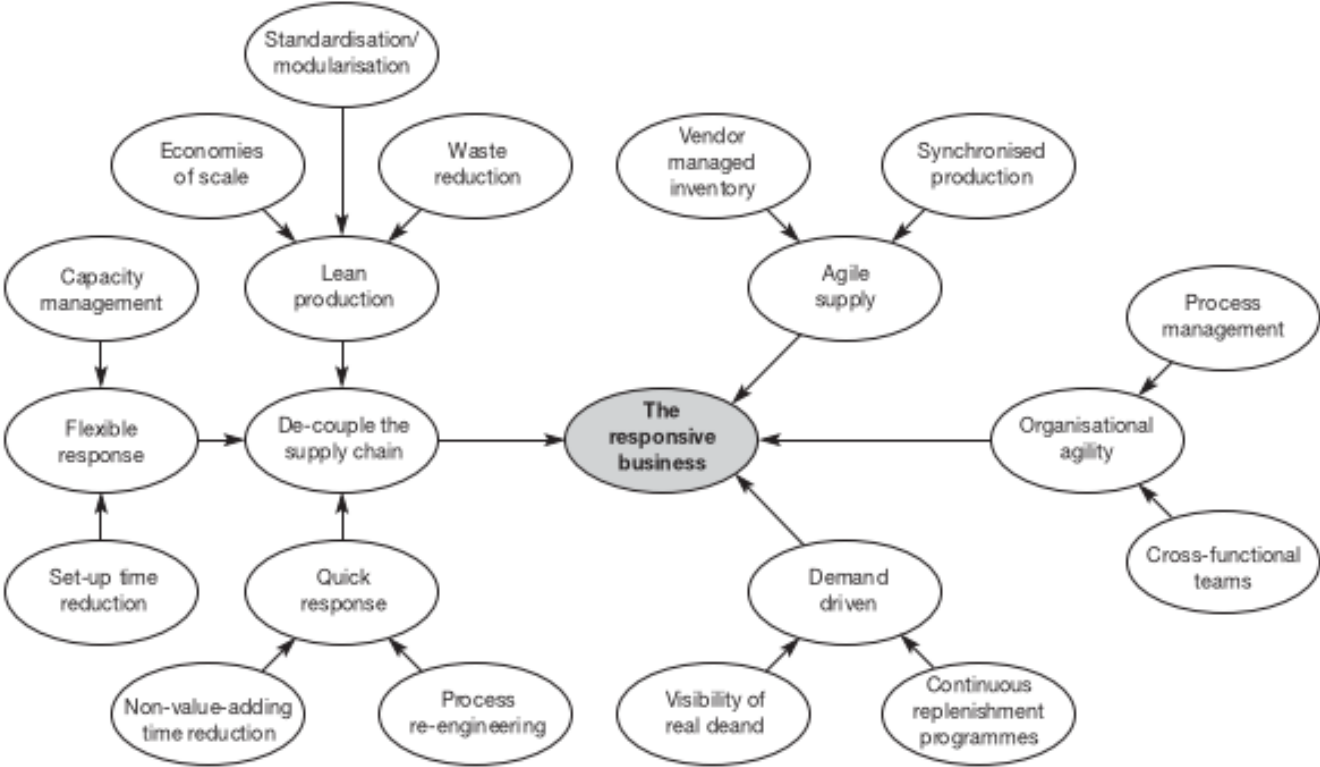 Standardisation/
modularisation
Economies
of scale
Waste
reduction
Vendor
managed
inventory
Synchronised
production
Capacity
management
Lean
production
Agile
supply
Process
management
Flexible
response
De-couple the
supply chain
The
responsive
business
Organisational
agility
Set-up time
reduction
Quick
response
Demand
driven
Cross-functional
teams
Non-value-adding
time reduction
Process
re-engineering
Visibility of
real deand
Continuous
replenishment
programmes